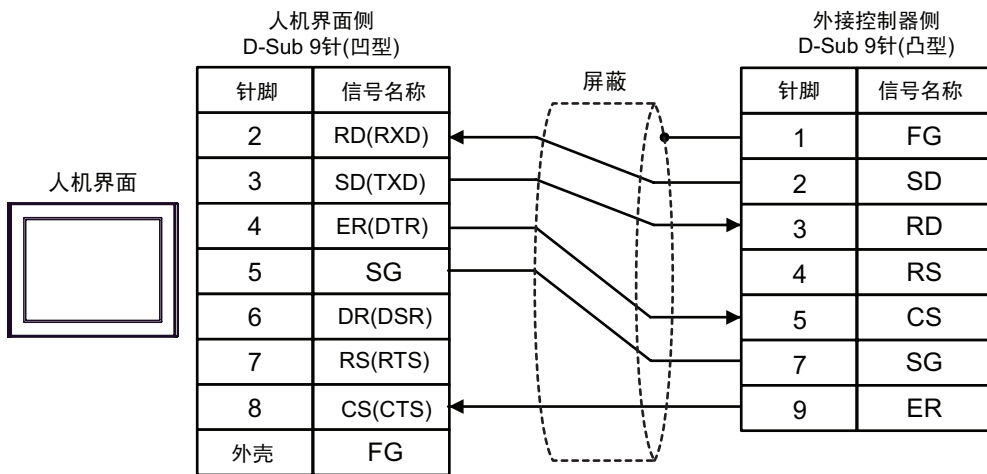 人机界面侧
D-Sub 9针(凹型)
外接控制器侧
D-Sub 9针(凸型)
屏蔽
人机界面
针脚 信号名称
2 RD(RXD)
3 SD(TXD)
4 ER(DTR)
5 SG
6 DR(DSR)
7 RS(RTS)
8 CS(CTS)
外壳 FG
针脚 信号名称
1 FG
2 SD
3 RD
4 RS
5 CS
7 SG
9 ER